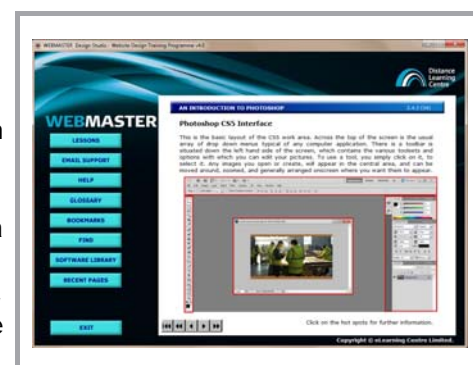 WEBMASTER Design Studio - Website Design Training Programme v4.0
Distance
Learning
Centre
AN INTRODUCTION TO PHOTOSHOP
WEBMASTER
Photoshop CS5 Interface
This is the basic layout of the CS5 work area. Across the top of the screen is the usual
array of drop down menus typical of any computer application. There is a toolbar is
situated down the left hand side of the screen, which contains the various toolsets and
options with which you can edit your pictures. To use a tool, you simply click on it, to
select it. Any images you open or create, will appear in the central area, and can be
moved around, zoomed, and generally arranged onscreen where you want them to appear.
LESSONS
EMAIL SUPPORT
HELP
GLOSSARY
BOOKMARKS
FIND
SOFTWARE LIBRARY
RECENT PAGES
EXIT
Click on the hot spots for further information.
Copyright © eLearning Centre Limited.